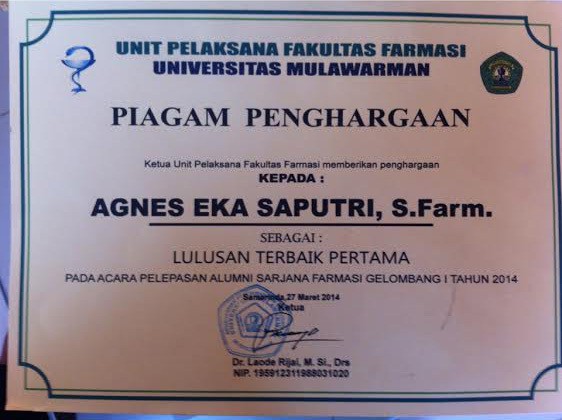 UNIT PELAKSANA FAKULTAS FARMASI
UNIVERSITAS MULAWARMAN
PIAGAM PENGHARGAAN
Ketua Unit Pelaksana Fakultas Farmasi memberikan penghargaan
KEPADA :
AGNES EKA SAPUTRI, S.Farm.
SEBAGAI :
LULUSAN TERBAIK PERTAMA
PADA ACARA PELEPASAN ALUMNI SARJANA FARMASI GELOMBANG I TAHUN 2014
Samarinda,27 Maret 2014
Ketua
Dr. Laode Rijai, M. Si., Drs
NIP. 195912311988031020